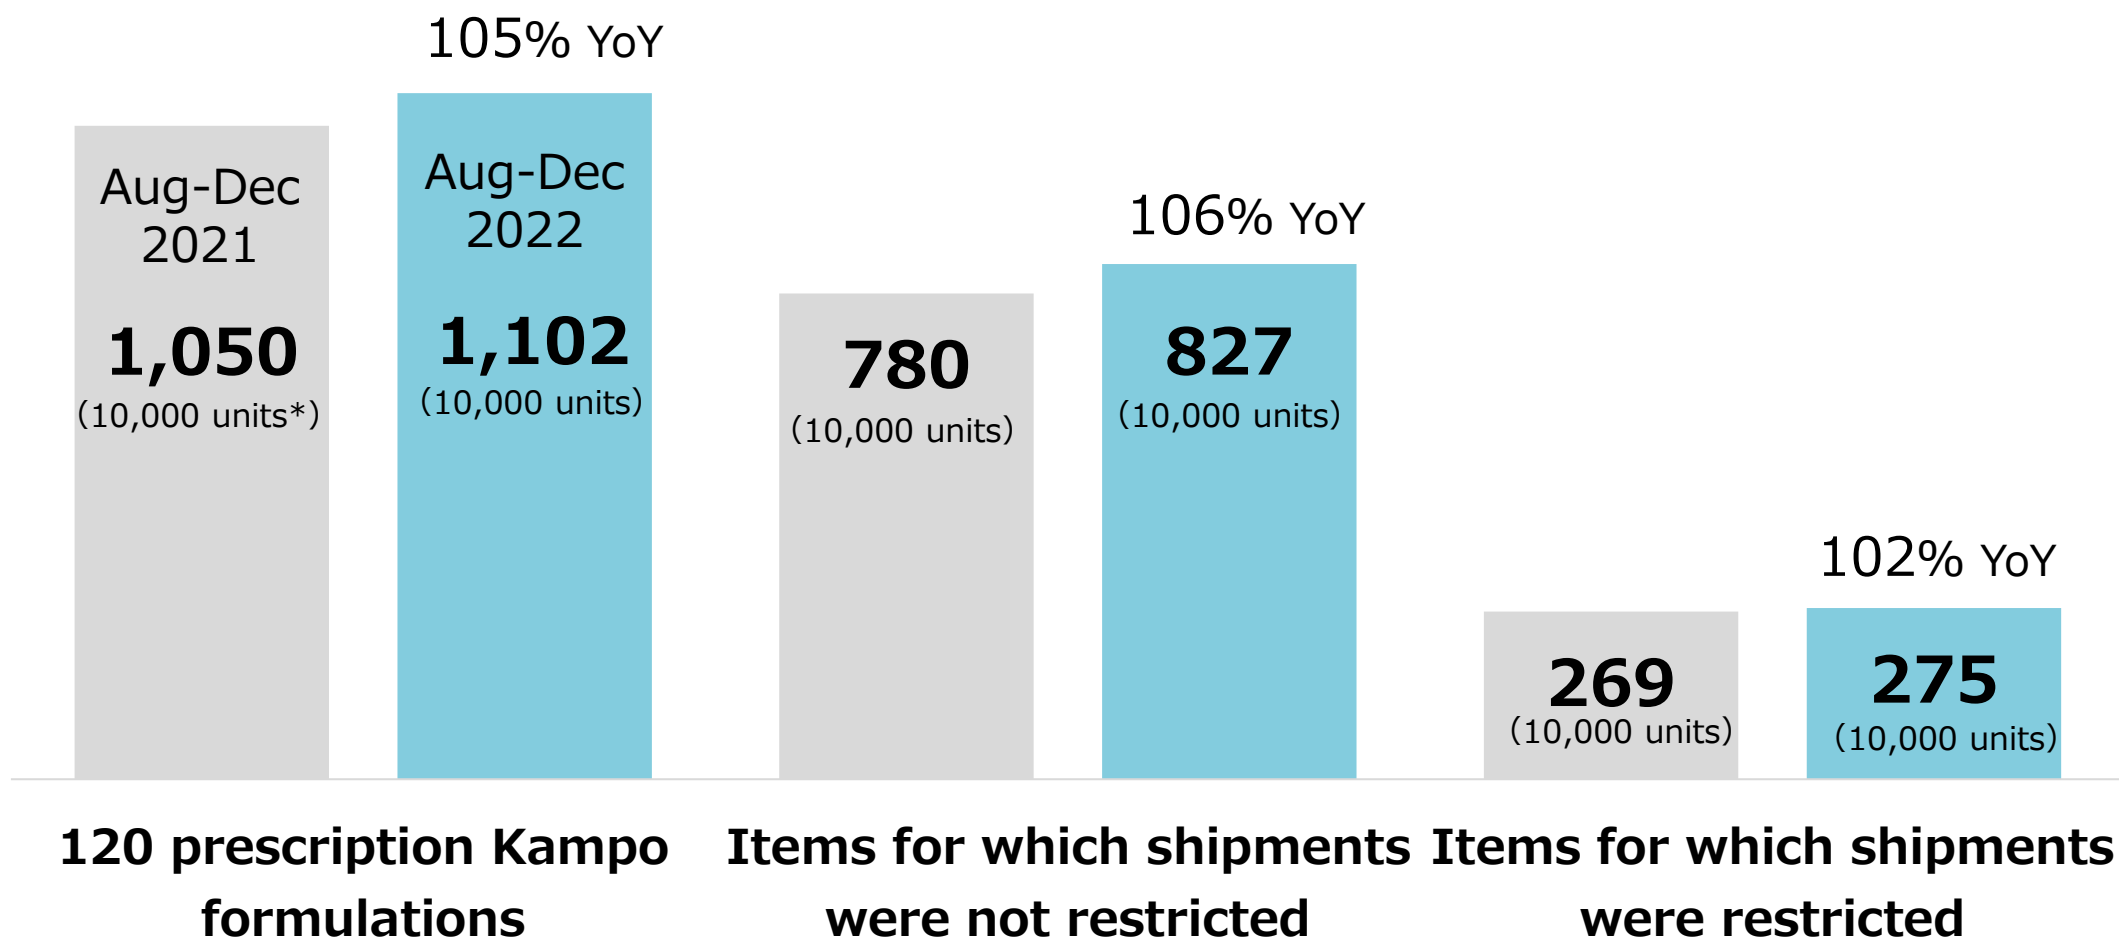 105% YoY
Aug-Dec
2021
1,050
(10,000 units*)
Aug-Dec
2022
1,102
(10,000 units)
106% YoY
780
(10,000 units)
827
(10,000 units)
102% YoY
269
(10,000 units)
275
(10,000 units)
120 prescription Kampo
formulations
Items for which shipments
were not restricted
Items for which shipments
were restricted